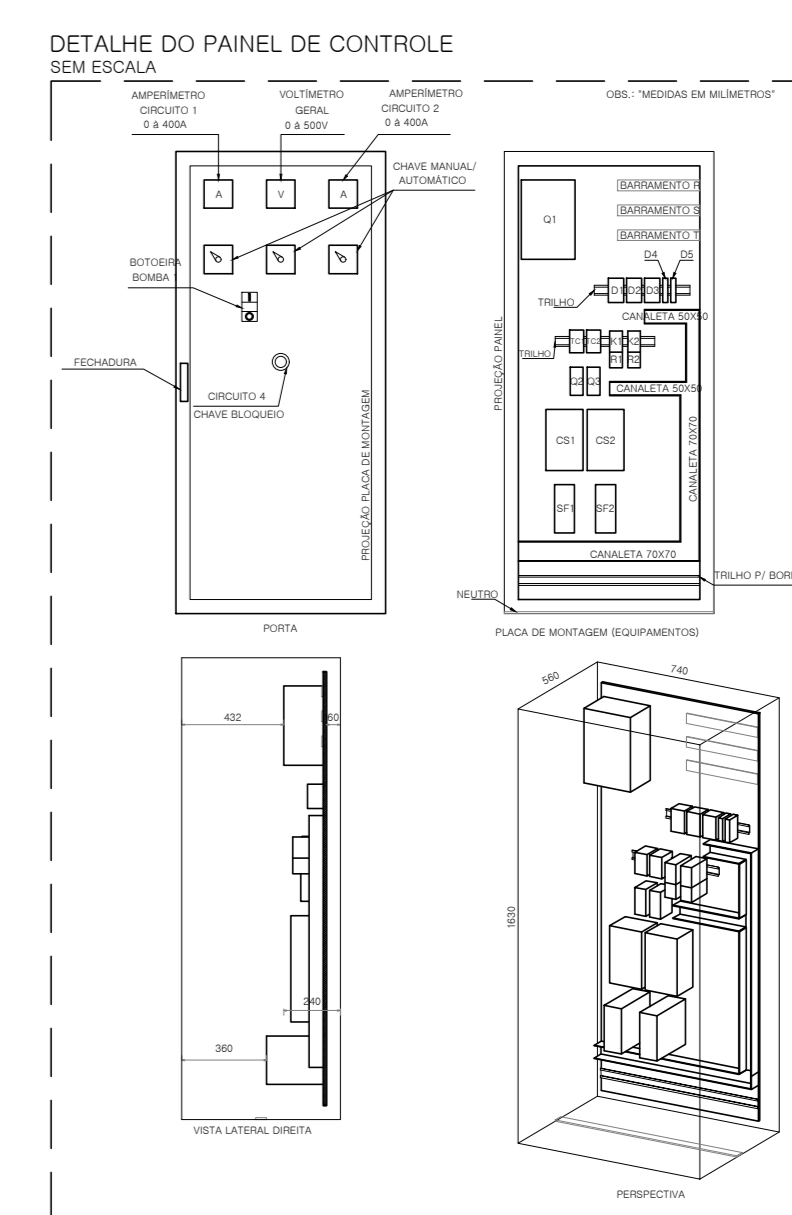 DETALHE DO PAINEL DE CONTROLE
SEM ESCALA
OBS.: "MEDIDAS EM MILÍMETROS"
AMPERÍMETRO
CIRCUITO 1
0 à 400A
VOLTÍMETRO
GERAL
0 à 500V
AMPERÍMETRO
CIRCUITO 2
0 à 400A
CHAVE MANUAL/
AUTOMÁTICO
A
V
A
BOTOEIRA
BOMBA 1
FECHADURA
CIRCUITO 4
CHAVE BLOQUEIO
PROJEÇÃO PLACA DE MONTAGEM
PORTA
PROJEÇÃO PAINEL
Q1
BARRAMENTO R
BARRAMENTO S
BARRAMENTO T
D4
D5
D1
D2
D3
TRILHO
CANALETA 50X50
TC1
TC2
K1
K2
TRILHO
R1
R2
Q2
Q3
CANALETA 50X50
CS1
CS2
CANALETA 70X70
SF1
SF2
CANALETA 70X70
TRILHO P/ BOR
NEUTRO
PLACA DE MONTAGEM (EQUIPAMENTOS)
432
60
240
360
VISTA LATERAL DIREITA
560
740
1630
PERSPECTIVA